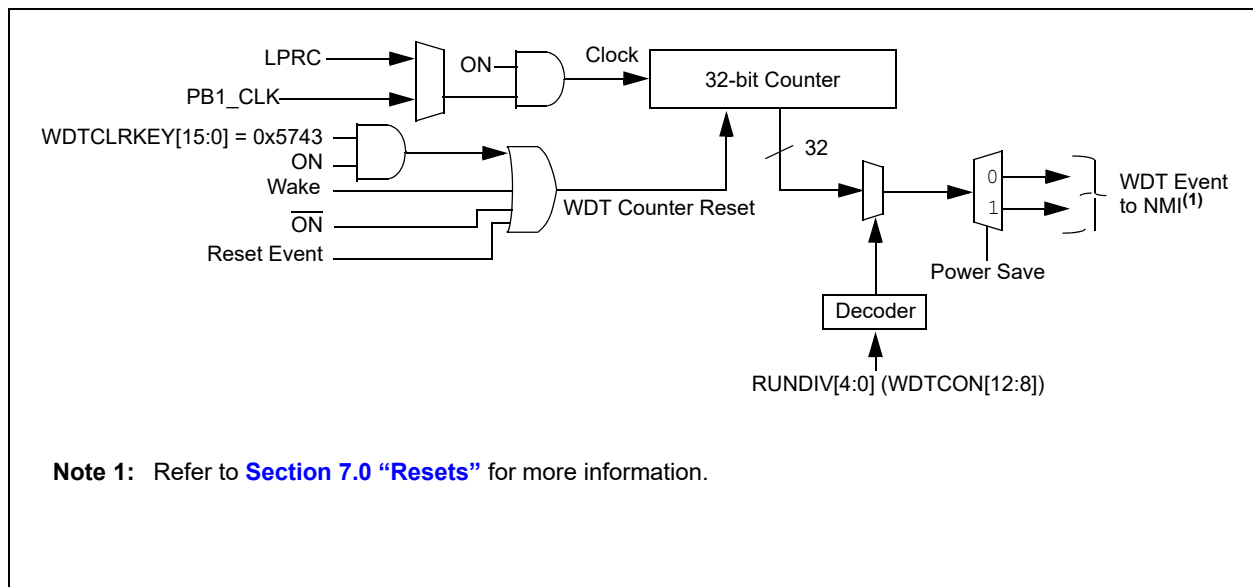 LPRC
PB1_CLK
ON
Clock
32-bit Counter
WDTCLRKEY[15:0] = 0x5743
ON
Wake
ON
Reset Event
WDT Counter Reset
32
0
1
WDT Event
to NMI(1)
Power Save
Decoder
RUNDIV[4:0] (WDTCON[12:8])
Note 1: Refer to Section 7.0 “Resets” for more information.